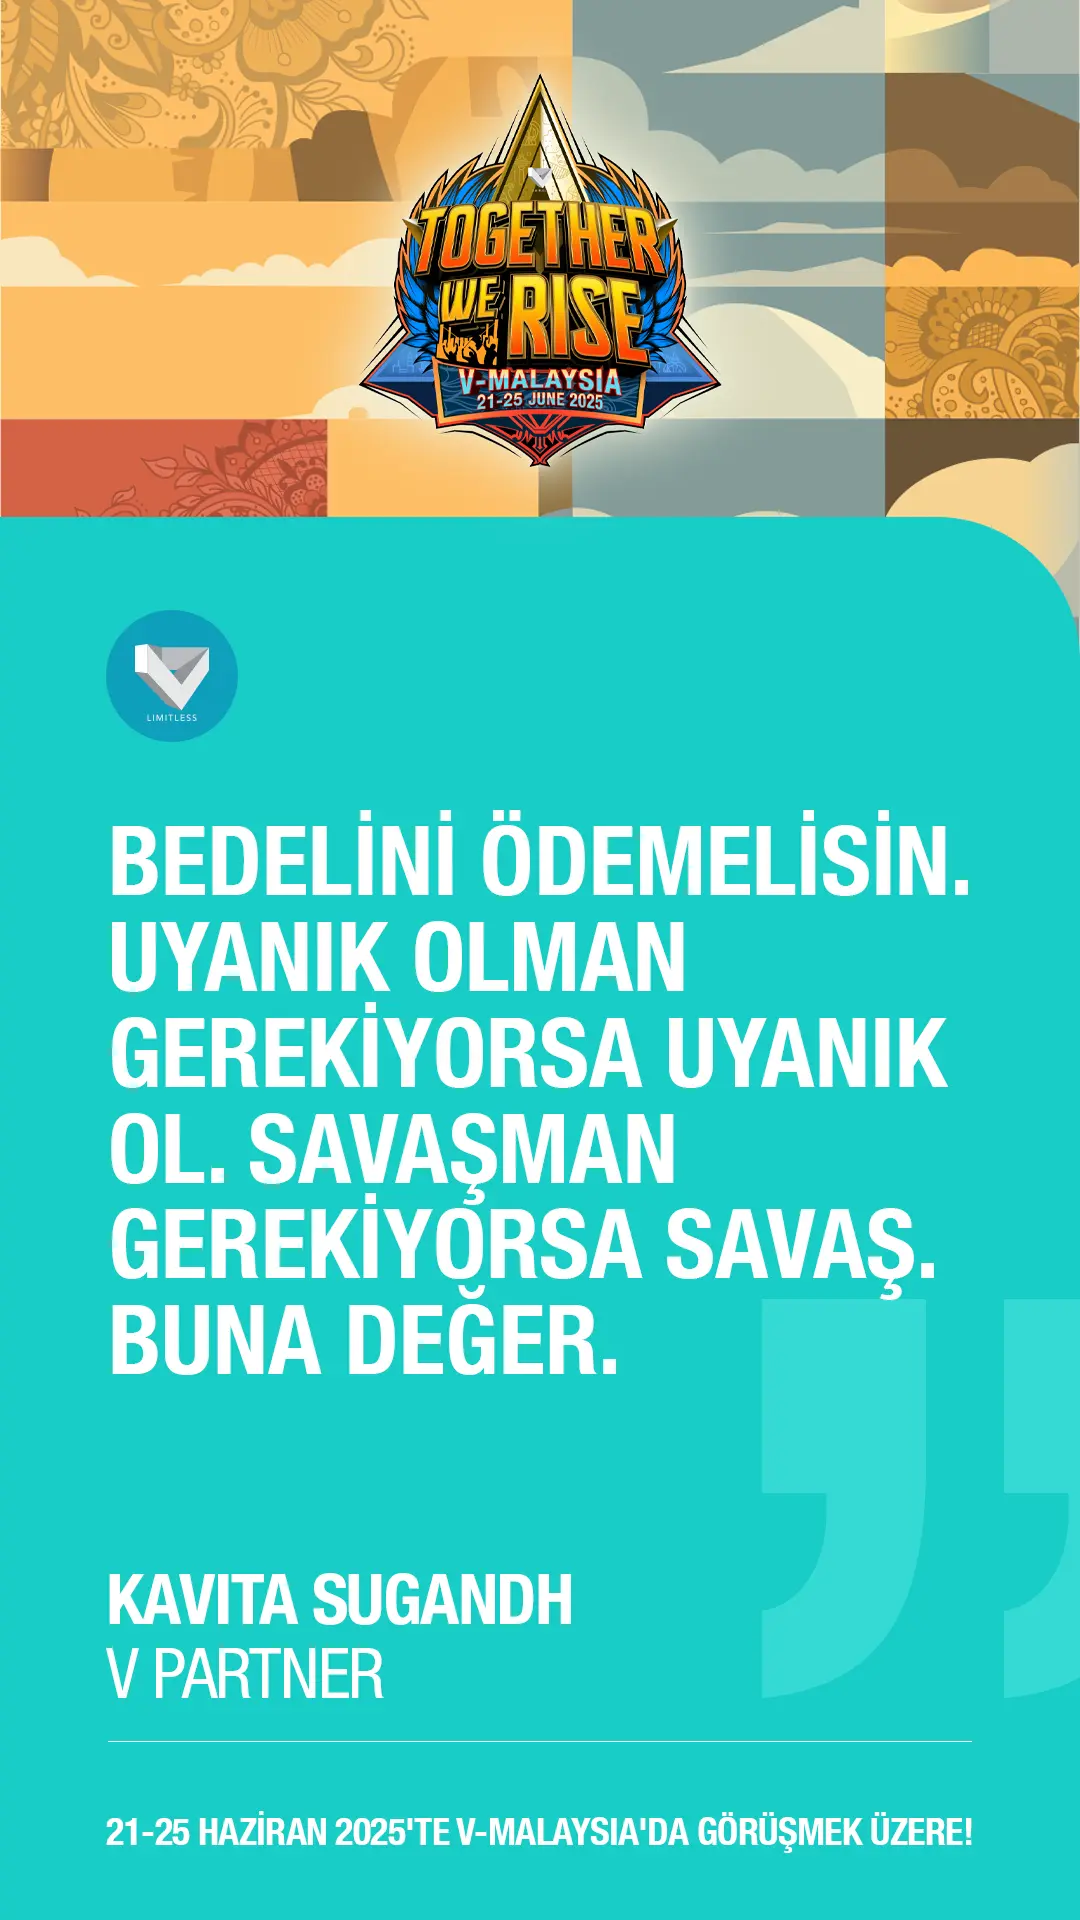 TOGETHER
WE RISE
V-MALAYSIA
21-25 JUNE 2025
LIMITLESS
BEDELİNİ ÖDEMELİSİN.
UYANIK OLMAN
GEREKİYORSA UYANIK
OL. SAVAŞMAN
GEREKİYORSA SAVAŞ.
BUNA DEĞER.
KAVITA SUGANDH
V PARTNER
21-25 HAZİRAN 2025'TE V-MALAYSIA'DA GÖRÜŞMEK ÜZERE!